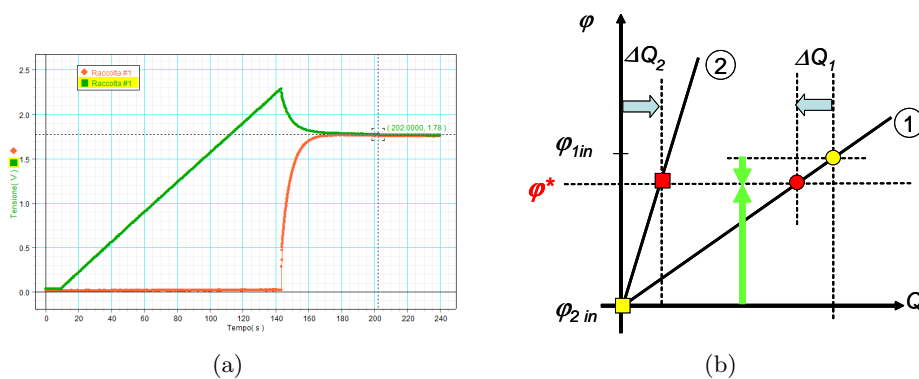 Raccolta #1
Raccolta #1
2.5
2.0
1.5
1.0
0.5
0.0
Tensione( V )
( 202.0000, 1.78 )
0 20 40 60 80 100 120 140 160 180 200 220 240
Tempo( s )
(a)
φ
ΔQ2
ΔQ1
2
1
φ1in
φ*
φ2 in
Q
(b)